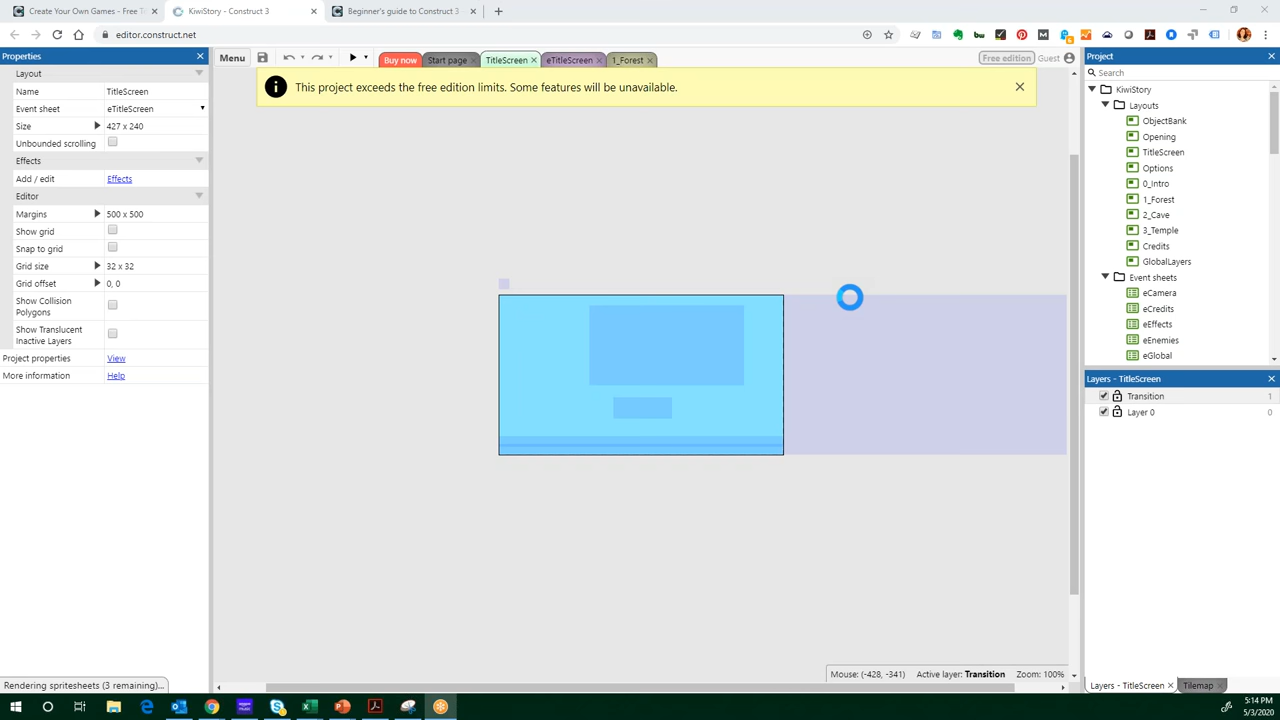 Create Your Own Games - Free T
KiwiStory - Construct 3
Beginner's guide to Construct 3
editor.construct.net
Properties
Menu
Buy now
Start page
TitleScreen
eTitleScreen
1_Forest
Free edition
Guest
Project
Layout
Name TitleScreen
Event sheet eTitleScreen
Size 427 x 240
Unbounded scrolling
Effects
Add / edit Effects
Editor
Margins 500 x 500
Show grid
Snap to grid
Grid size 32 x 32
Grid offset 0, 0
Show Collision
Polygons
Show Translucent
Inactive Layers
Project properties View
More information Help
This project exceeds the free edition limits. Some features will be unavailable.
Search
KiwiStory
Layouts
ObjectBank
Opening
TitleScreen
Options
0_Intro
1_Forest
2_Cave
3_Temple
Credits
GlobalLayers
Event sheets
eCamera
eCredits
eEffects
eEnemies
eGlobal
Layers - TitleScreen
Transition 1
Layer 0 0
Mouse: (-428, -341) Active layer: Transition Zoom: 100%
Rendering spritesheets (3 remaining)...
Layers - TitleScreen
Tilemap
5:14 PM
5/3/2020